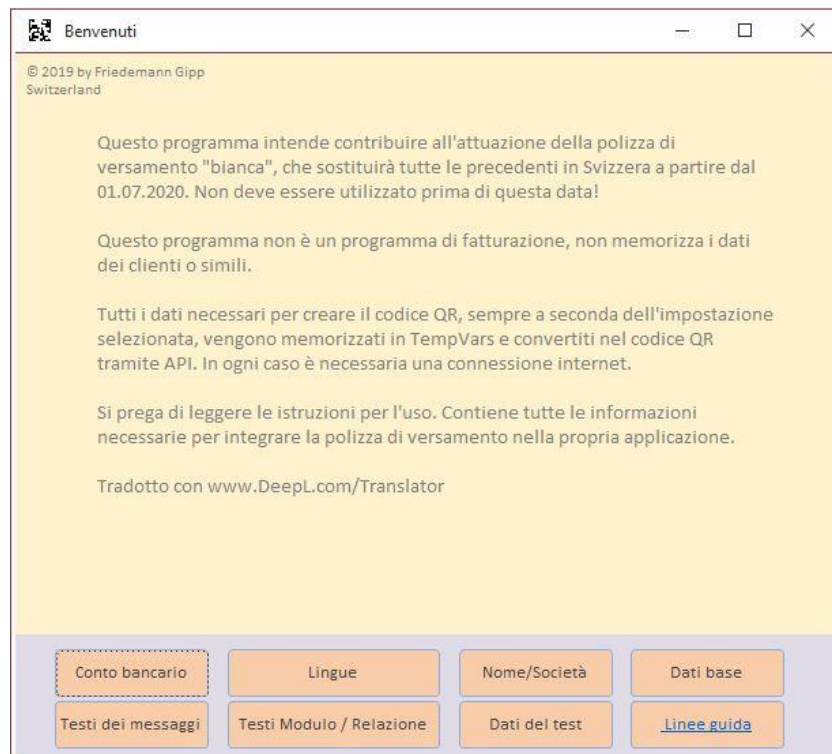 Benvenuti
© 2019 by Friedemann Gipp
Switzerland
Questo programma intende contribuire all'attuazione della polizza di
versamento "bianca", che sostituirà tutte le precedenti in Svizzera a partire dal
01.07.2020. Non deve essere utilizzato prima di questa data!
Questo programma non è un programma di fatturazione, non memorizza i dati
dei clienti o simili.
Tutti i dati necessari per creare il codice QR, sempre a seconda dell'impostazione
selezionata, vengono memorizzati in TempVars e convertiti nel codice QR
tramite API. In ogni caso è necessaria una connessione internet.
Si prega di leggere le istruzioni per l'uso. Contiene tutte le informazioni
necessarie per integrare la polizza di versamento nella propria applicazione.
Tradotto con www.DeepL.com/Translator
Conto bancario Lingue Nome/Società Dati base
Testi dei messaggi Testi Modulo / Relazione Dati del test Linee guida